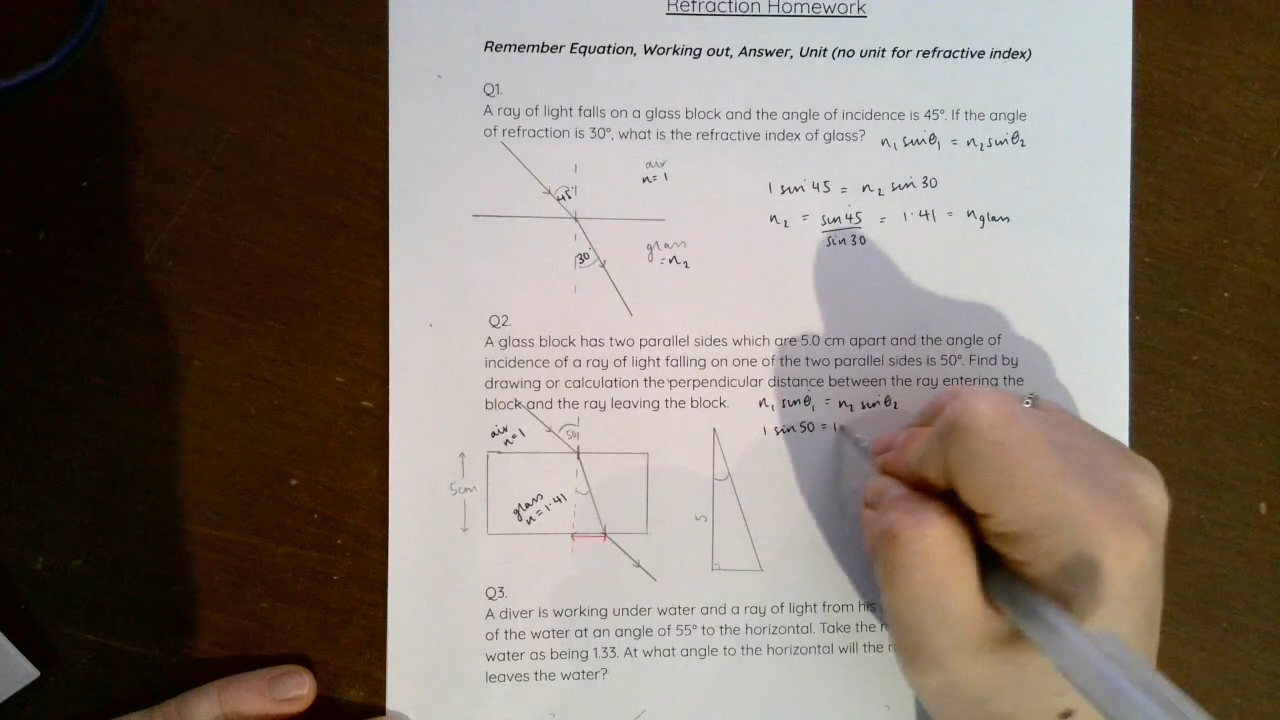 Refraction Homework
Remember Equation, Working out, Answer, Unit (no unit for refractive index)
Q1.
A ray of light falls on a glass block and the angle of incidence is 45°. If the angle
of refraction is 30°, what is the refractive index of glass? n₁ sinθ₁ = n₂ sinθ₂
air
n=1
45°
1 sin 45 = n₂ sin 30
n₂ = sin 45 / sin 30 = 1.41 = n glass
glass
= n₂
30°
Q2.
A glass block has two parallel sides which are 5.0 cm apart and the angle of
incidence of a ray of light falling on one of the two parallel sides is 50°. Find by
drawing or calculation the perpendicular distance between the ray entering the
block and the ray leaving the block. n₁ sinθ₁ = n₂ sinθ₂
air
n=1
50°
1 sin 50 = 1
5cm
glass
n=1.41
5
Q3.
A diver is working under water and a ray of light from his
of the water at an angle of 55° to the horizontal. Take the
water as being 1.33. At what angle to the horizontal will the
leaves the water?